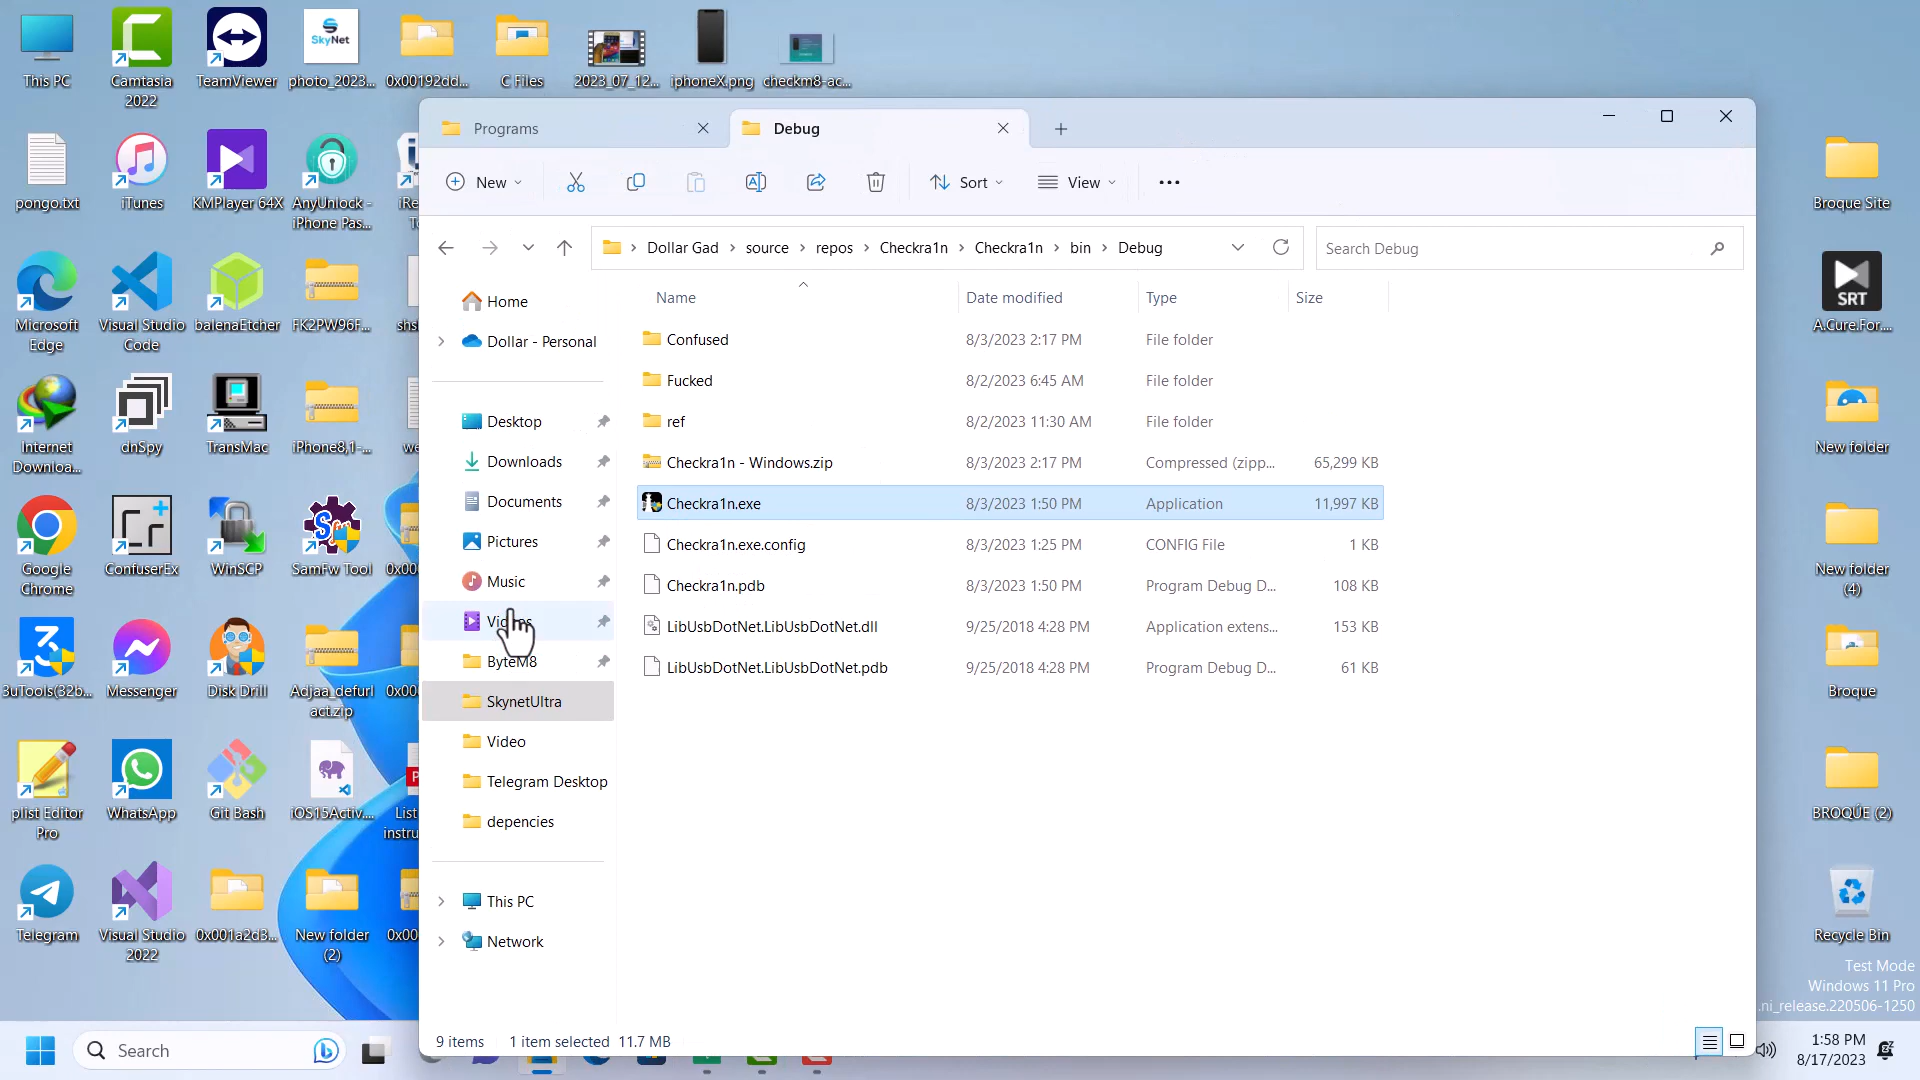 This PC
Camtasia
2022
TeamViewer
SkyNet
photo_2023...
0x00192dd...
C Files
2023_07_12...
iphoneX.png
checkm8-ac...
pongo.txt
iTunes
KMPlayer 64X
AnyUnlock -
iPhone Pas...
Microsoft
Edge
Visual Studio
Code
balenaEtcher
FK2PW96F...
Internet
Downloa...
dnSpy
TransMac
iPhone8,1-...
Google
Chrome
ConfuserEx
WinSCP
SamFw Tool
0x00
3uTools(32b...
Messenger
Disk Drill
Adjaa_defurl
act.zip
0x00
plist Editor
Pro
WhatsApp
Git Bash
iOS15Activ....
List
instru
Telegram
Visual Studio
2022
0x001a2d3...
New folder
(2)
0x00
Programs
Debug
New
Sort
View
Dollar Gad
source
repos
Checkra1n
Checkra1n
bin
Debug
Search Debug
Home
Dollar - Personal
Desktop
Downloads
Documents
Pictures
Music
ByteM8
SkynetUltra
Video
Telegram Desktop
depencies
This PC
Network
Name Date modified Type Size
Confused 8/3/2023 2:17 PM File folder
Fucked 8/2/2023 6:45 AM File folder
ref 8/2/2023 11:30 AM File folder
Checkra1n - Windows.zip 8/3/2023 2:17 PM Compressed (zipp... 65,299 KB
Checkra1n.exe 8/3/2023 1:50 PM Application 11,997 KB
Checkra1n.exe.config 8/3/2023 1:25 PM CONFIG File 1 KB
Checkra1n.pdb 8/3/2023 1:50 PM Program Debug D... 108 KB
LibUsbDotNet.LibUsbDotNet.dll 9/25/2018 4:28 PM Application extens... 153 KB
LibUsbDotNet.LibUsbDotNet.pdb 9/25/2018 4:28 PM Program Debug D... 61 KB
9 items 1 item selected 11.7 MB
Broque Site
SRT
A.Cure.For....
New folder
New folder
(4)
Broque
BROQUE (2)
Recycle Bin
Test Mode
Windows 11 Pro
.ni_release.220506-1250
Search
1:58 PM
8/17/2023